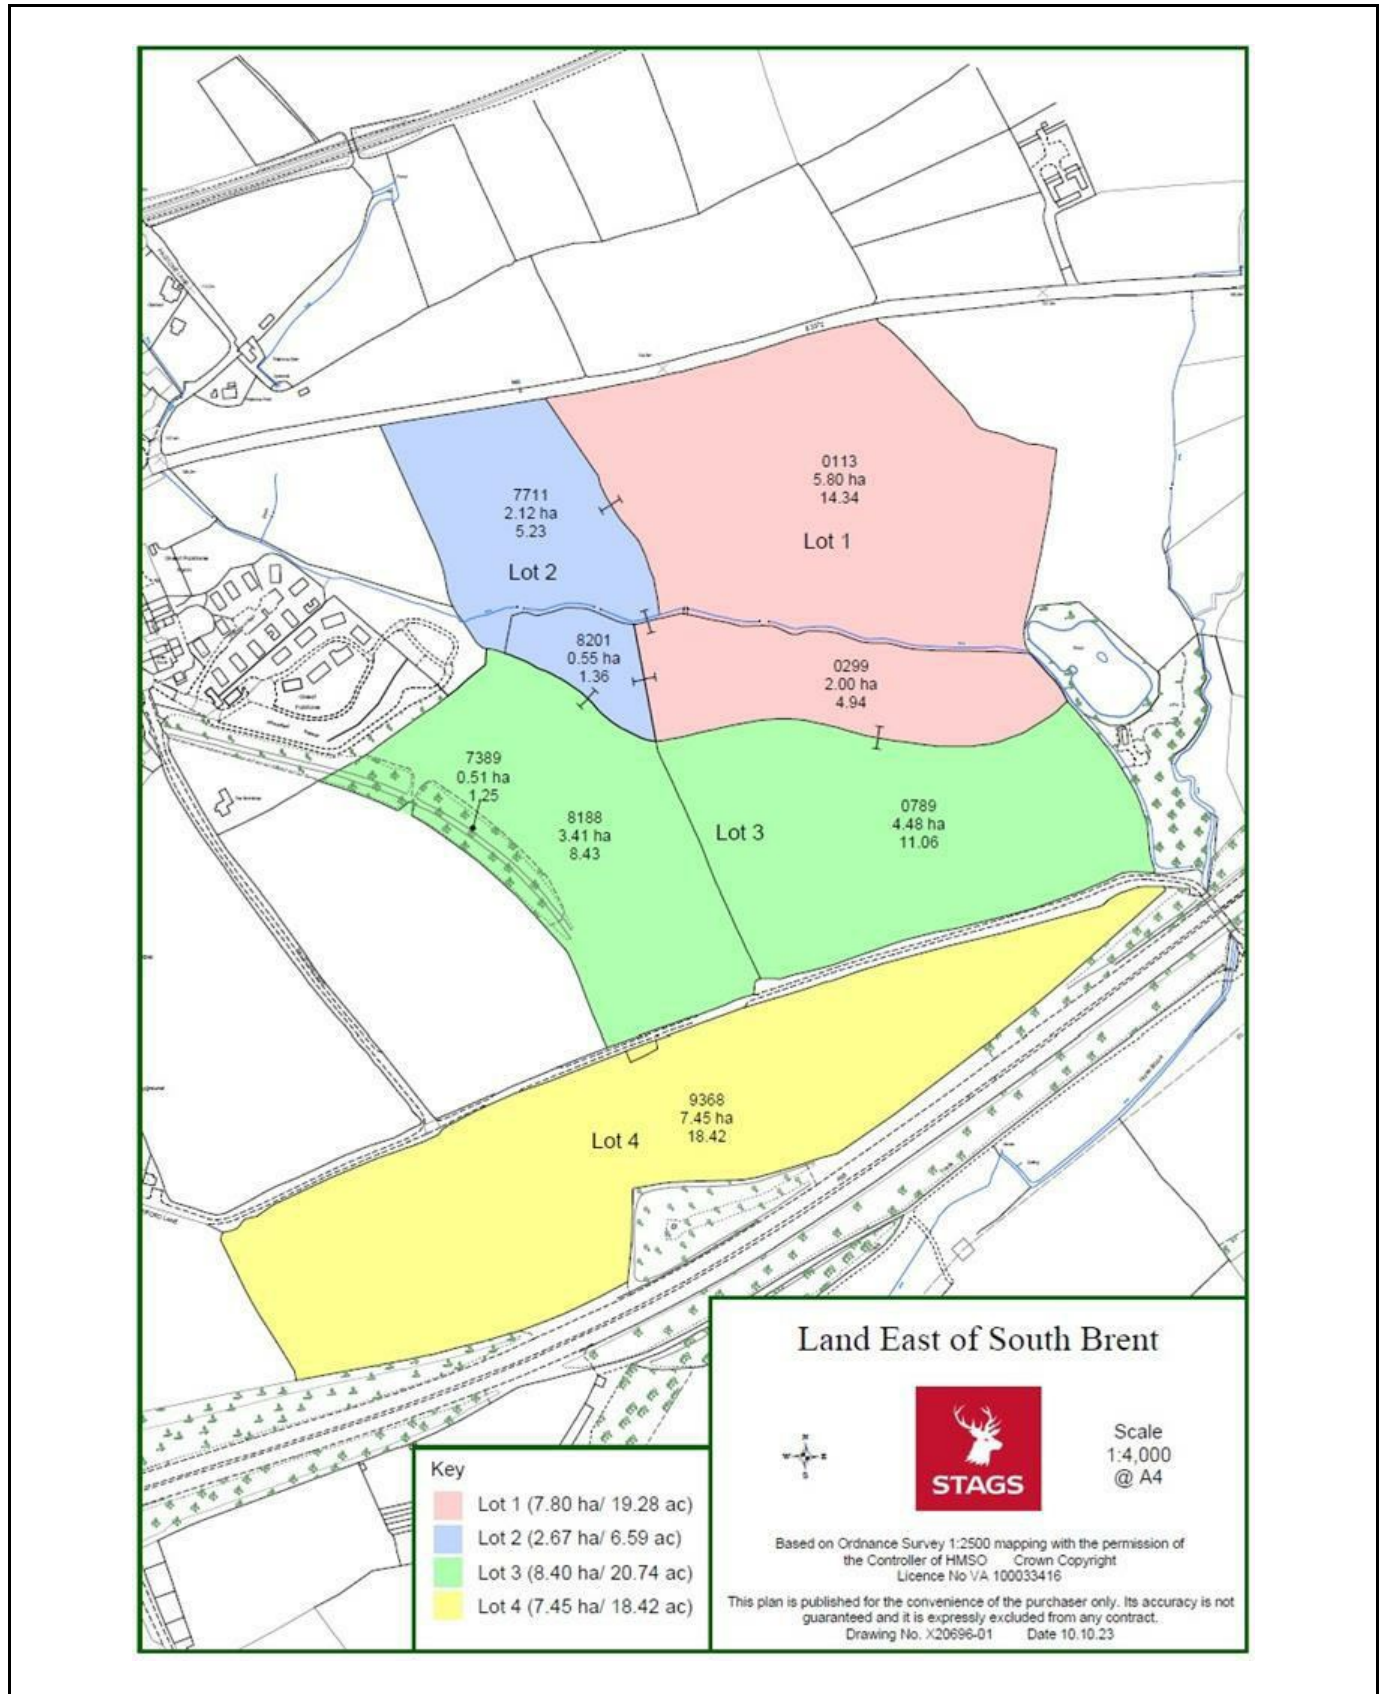 0113
5.80 ha
14.34
Lot 1
7711
2.12 ha
5.23
Lot 2
8201
0.55 ha
1.36
0299
2.00 ha
4.94
7389
0.51 ha
1.25
8188
3.41 ha
8.43
Lot 3
0789
4.48 ha
11.06
9368
7.45 ha
18.42
Lot 4
Land East of South Brent
N
W E
S
STAGS
Scale
1:4,000
@ A4
Key
Lot 1 (7.80 ha/ 19.28 ac)
Lot 2 (2.67 ha/ 6.59 ac)
Lot 3 (8.40 ha/ 20.74 ac)
Lot 4 (7.45 ha/ 18.42 ac)
Based on Ordnance Survey 1:2500 mapping with the permission of
the Controller of HMSO Crown Copyright
Licence No VA 100033416
This plan is published for the convenience of the purchaser only. Its accuracy is not
guaranteed and it is expressly excluded from any contract.
Drawing No. X20696-01 Date 10.10.23